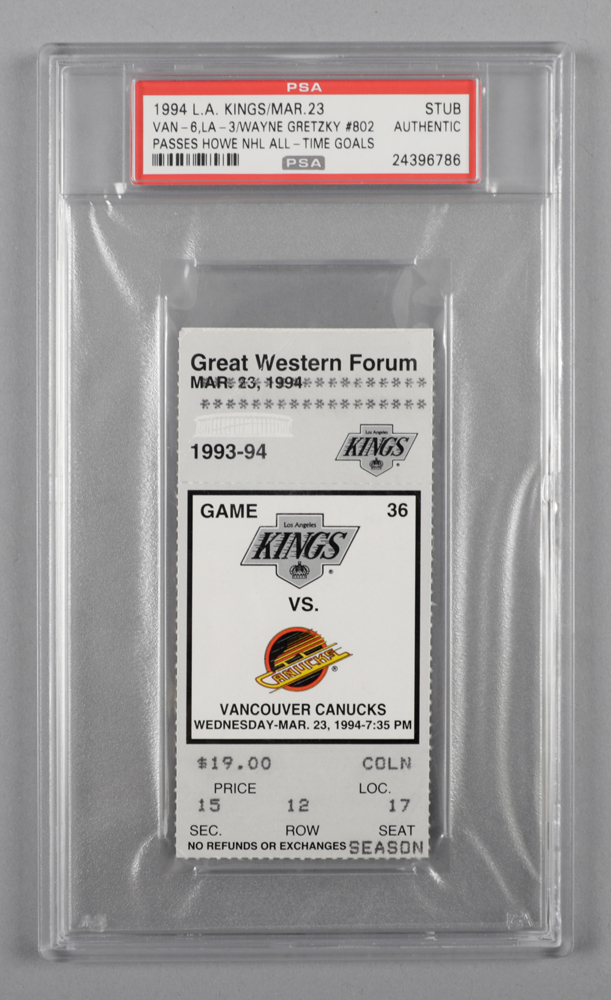 PSA
1994 L.A. KINGS/MAR.23 STUB
VAN-6,LA-3/WAYNE GRETZKY #802 AUTHENTIC
PASSES HOWE NHL ALL-TIME GOALS
PSA 24396786
Great Western Forum
MAR. 23, 1994
1993-94
Los Angeles
KINGS
GAME 36
Los Angeles
KINGS
VS.
CANUCKS
VANCOUVER CANUCKS
WEDNESDAY-MAR. 23, 1994-7:35 PM
$19.00 COLN
PRICE LOC.
15 12 17
SEC. ROW SEAT
NO REFUNDS OR EXCHANGES SEASON